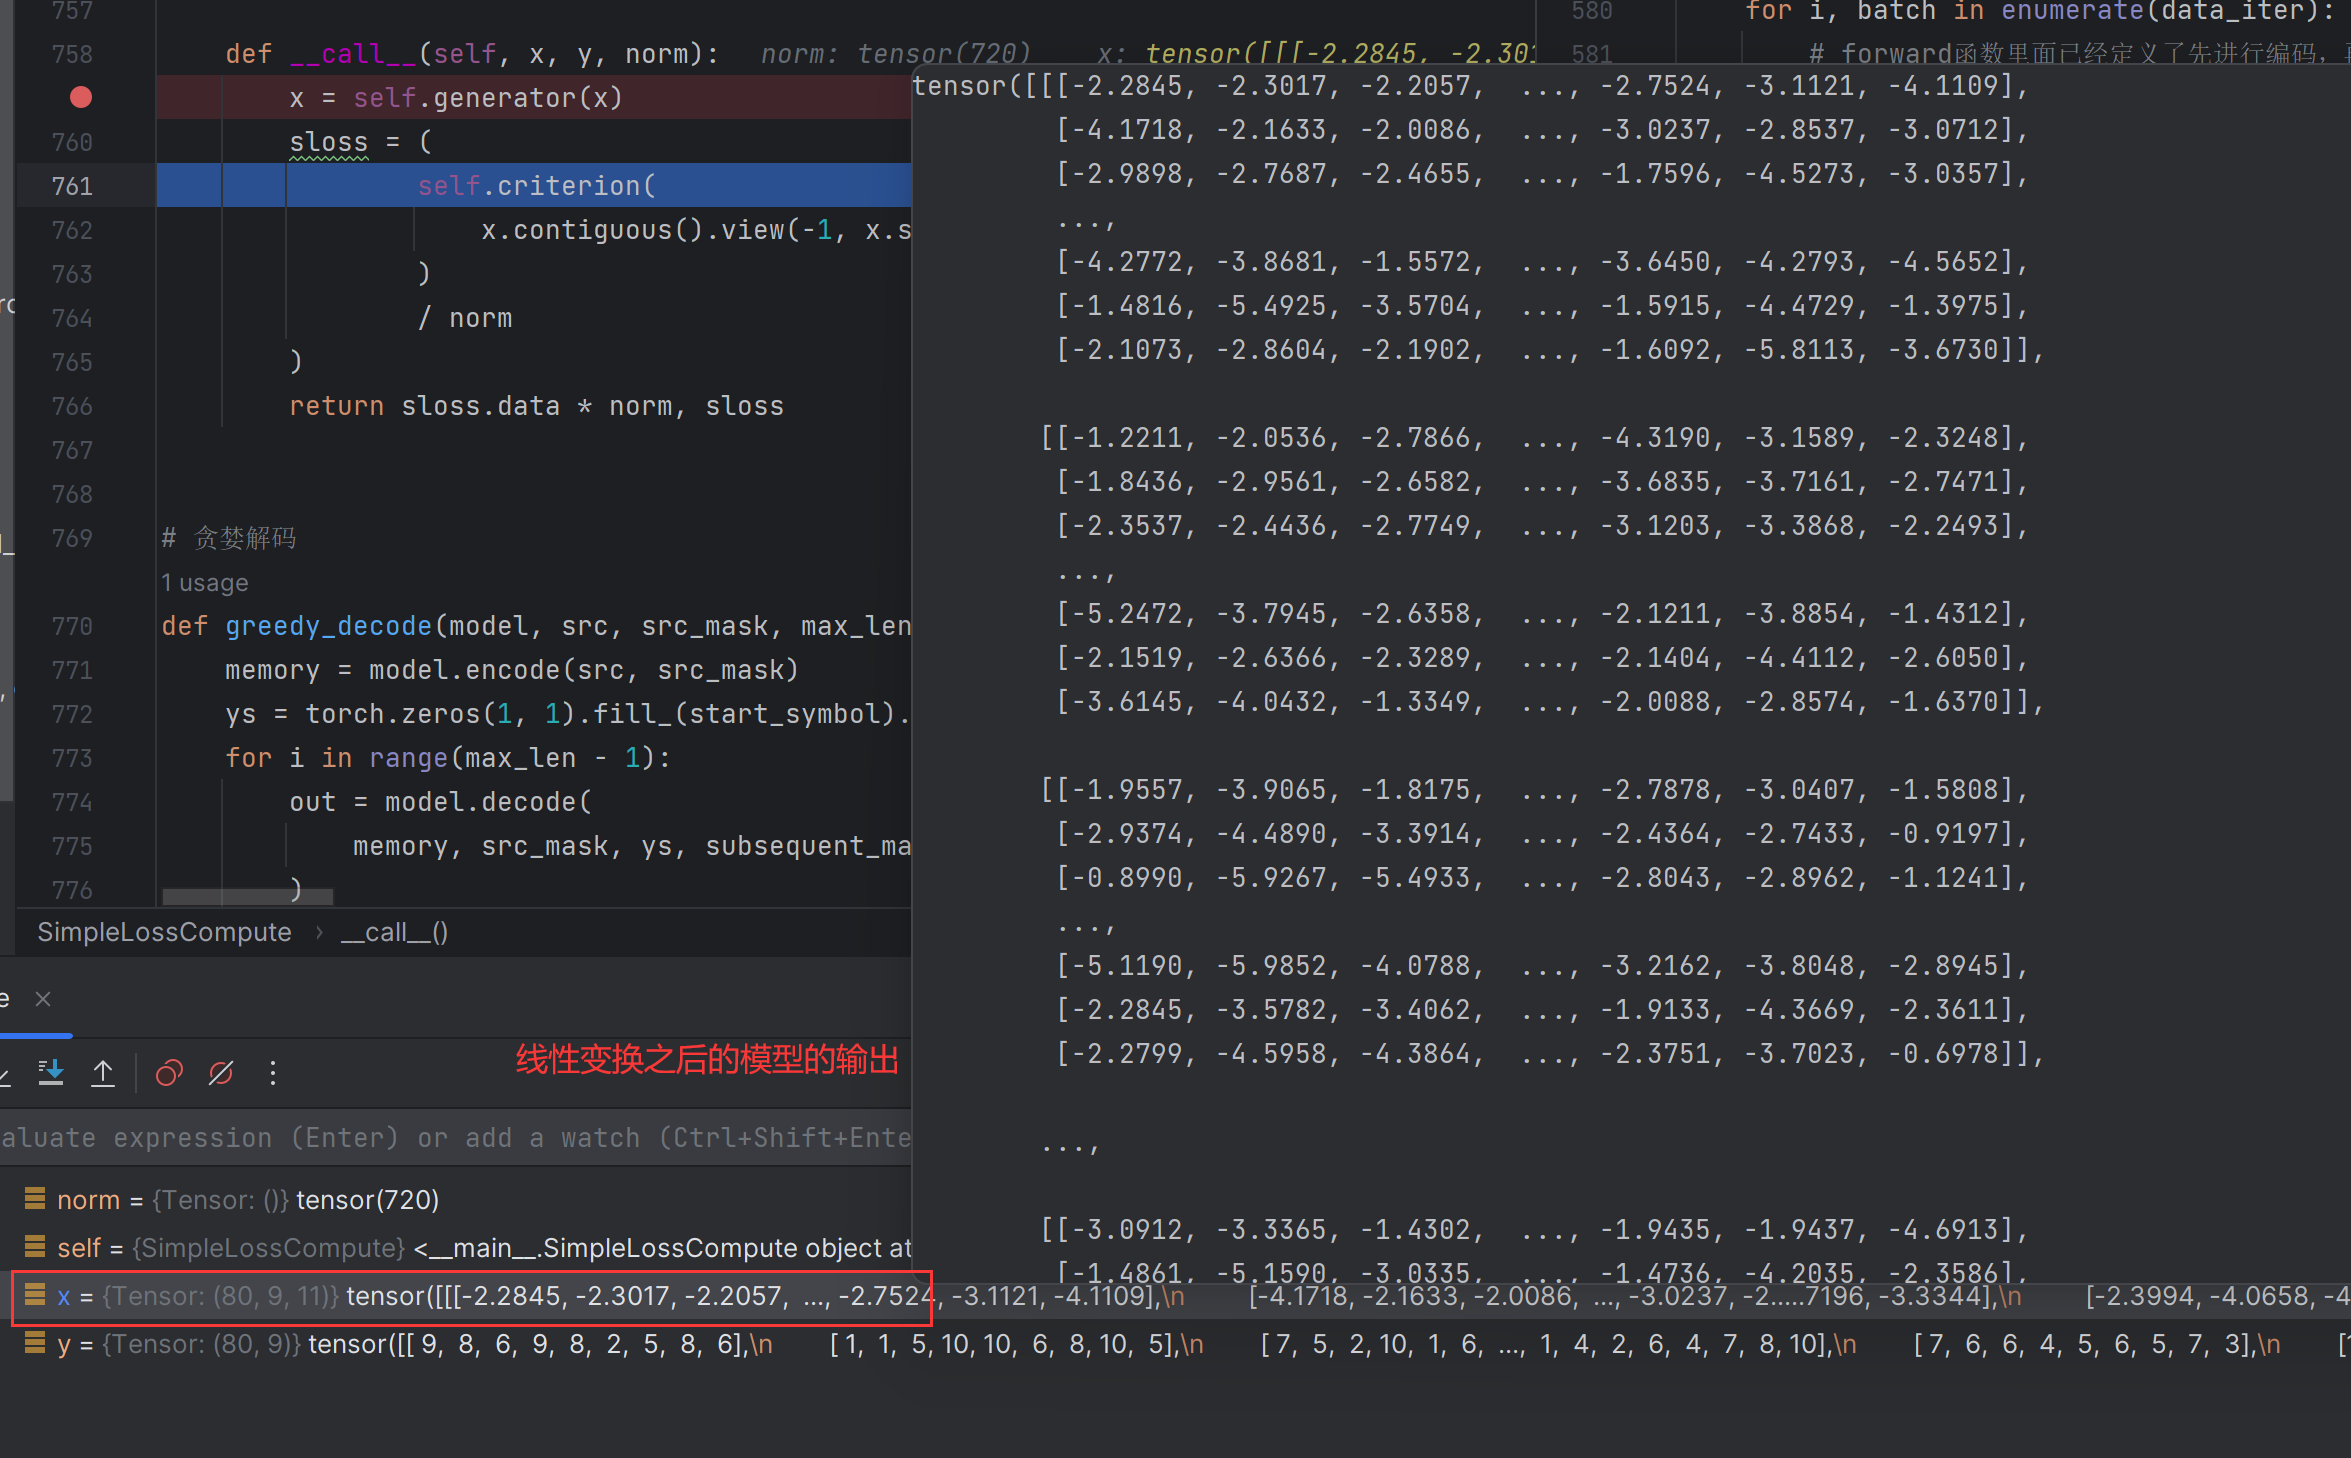 757
758 def __call__(self, x, y, norm): norm: tensor(720) x: tensor([[[-2.2845, -2.301
x = self.generator(x)
760 sloss = (
761 self.criterion(
762 x.contiguous().view(-1, x.s
763 )
764 / norm
765 )
766 return sloss.data * norm, sloss
767
768
769 # 贪婪解码
1 usage
770 def greedy_decode(model, src, src_mask, max_len
771 memory = model.encode(src, src_mask)
772 ys = torch.zeros(1, 1).fill_(start_symbol).
773 for i in range(max_len - 1):
774 out = model.decode(
775 memory, src_mask, ys, subsequent_ma
776 )
SimpleLossCompute › __call__()
580 for i, batch in enumerate(data_iter):
581 # forward函数里面已经定义了先进行编码,
tensor([[[-2.2845, -2.3017, -2.2057, ..., -2.7524, -3.1121, -4.1109],
[-4.1718, -2.1633, -2.0086, ..., -3.0237, -2.8537, -3.0712],
[-2.9898, -2.7687, -2.4655, ..., -1.7596, -4.5273, -3.0357],
...,
[-4.2772, -3.8681, -1.5572, ..., -3.6450, -4.2793, -4.5652],
[-1.4816, -5.4925, -3.5704, ..., -1.5915, -4.4729, -1.3975],
[-2.1073, -2.8604, -2.1902, ..., -1.6092, -5.8113, -3.6730]],
[[-1.2211, -2.0536, -2.7866, ..., -4.3190, -3.1589, -2.3248],
[-1.8436, -2.9561, -2.6582, ..., -3.6835, -3.7161, -2.7471],
[-2.3537, -2.4436, -2.7749, ..., -3.1203, -3.3868, -2.2493],
...,
[-5.2472, -3.7945, -2.6358, ..., -2.1211, -3.8854, -1.4312],
[-2.1519, -2.6366, -2.3289, ..., -2.1404, -4.4112, -2.6050],
[-3.6145, -4.0432, -1.3349, ..., -2.0088, -2.8574, -1.6370]],
[[-1.9557, -3.9065, -1.8175, ..., -2.7878, -3.0407, -1.5808],
[-2.9374, -4.4890, -3.3914, ..., -2.4364, -2.7433, -0.9197],
[-0.8990, -5.9267, -5.4933, ..., -2.8043, -2.8962, -1.1241],
...,
[-5.1190, -5.9852, -4.0788, ..., -3.2162, -3.8048, -2.8945],
[-2.2845, -3.5782, -3.4062, ..., -1.9133, -4.3669, -2.3611],
[-2.2799, -4.5958, -4.3864, ..., -2.3751, -3.7023, -0.6978]],
...,
[[-3.0912, -3.3365, -1.4302, ..., -1.9435, -1.9437, -4.6913],
[-1.4861, -5.1590, -3.0335, ..., -1.4736, -4.2035, -2.3586],
线性变换之后的模型的输出
aluate expression (Enter) or add a watch (Ctrl+Shift+Ente
norm = {Tensor: ()} tensor(720)
self = {SimpleLossCompute} <__main__.SimpleLossCompute object at
x = {Tensor: (80, 9, 11)} tensor([[[-2.2845, -2.3017, -2.2057, ..., -2.7524, -3.1121, -4.1109],\n [-4.1718, -2.1633, -2.0086, ..., -3.0237, -2.....7196, -3.3344],\n [-2.3994, -4.0658, -4
y = {Tensor: (80, 9)} tensor([[ 9, 8, 6, 9, 8, 2, 5, 8, 6],\n [ 1, 1, 5, 10, 10, 6, 8, 10, 5],\n [ 7, 5, 2, 10, 1, 6, ..., 1, 4, 2, 6, 4, 7, 8, 10],\n [ 7, 6, 6, 4, 5, 6, 5, 7, 3],\n